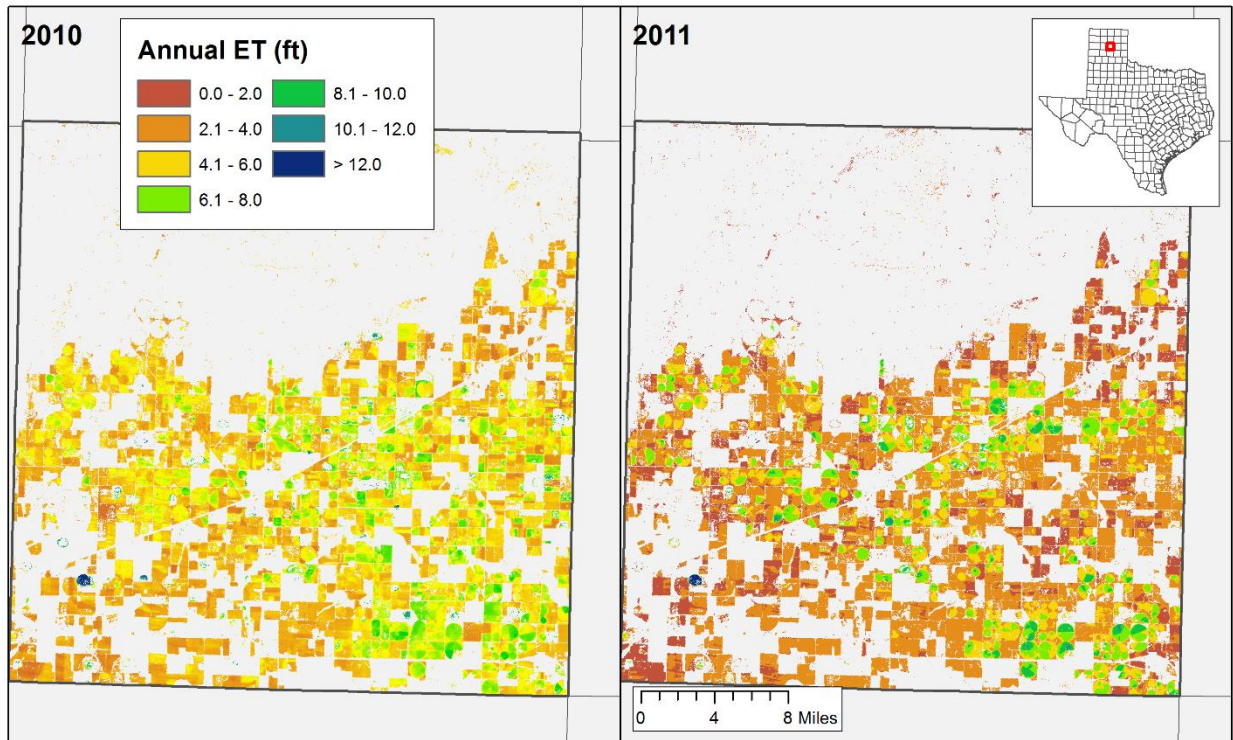 2010
Annual ET (ft)
0.0 - 2.0
2.1 - 4.0
4.1 - 6.0
6.1 - 8.0
8.1 - 10.0
10.1 - 12.0
> 12.0
2011
0 4 8 Miles